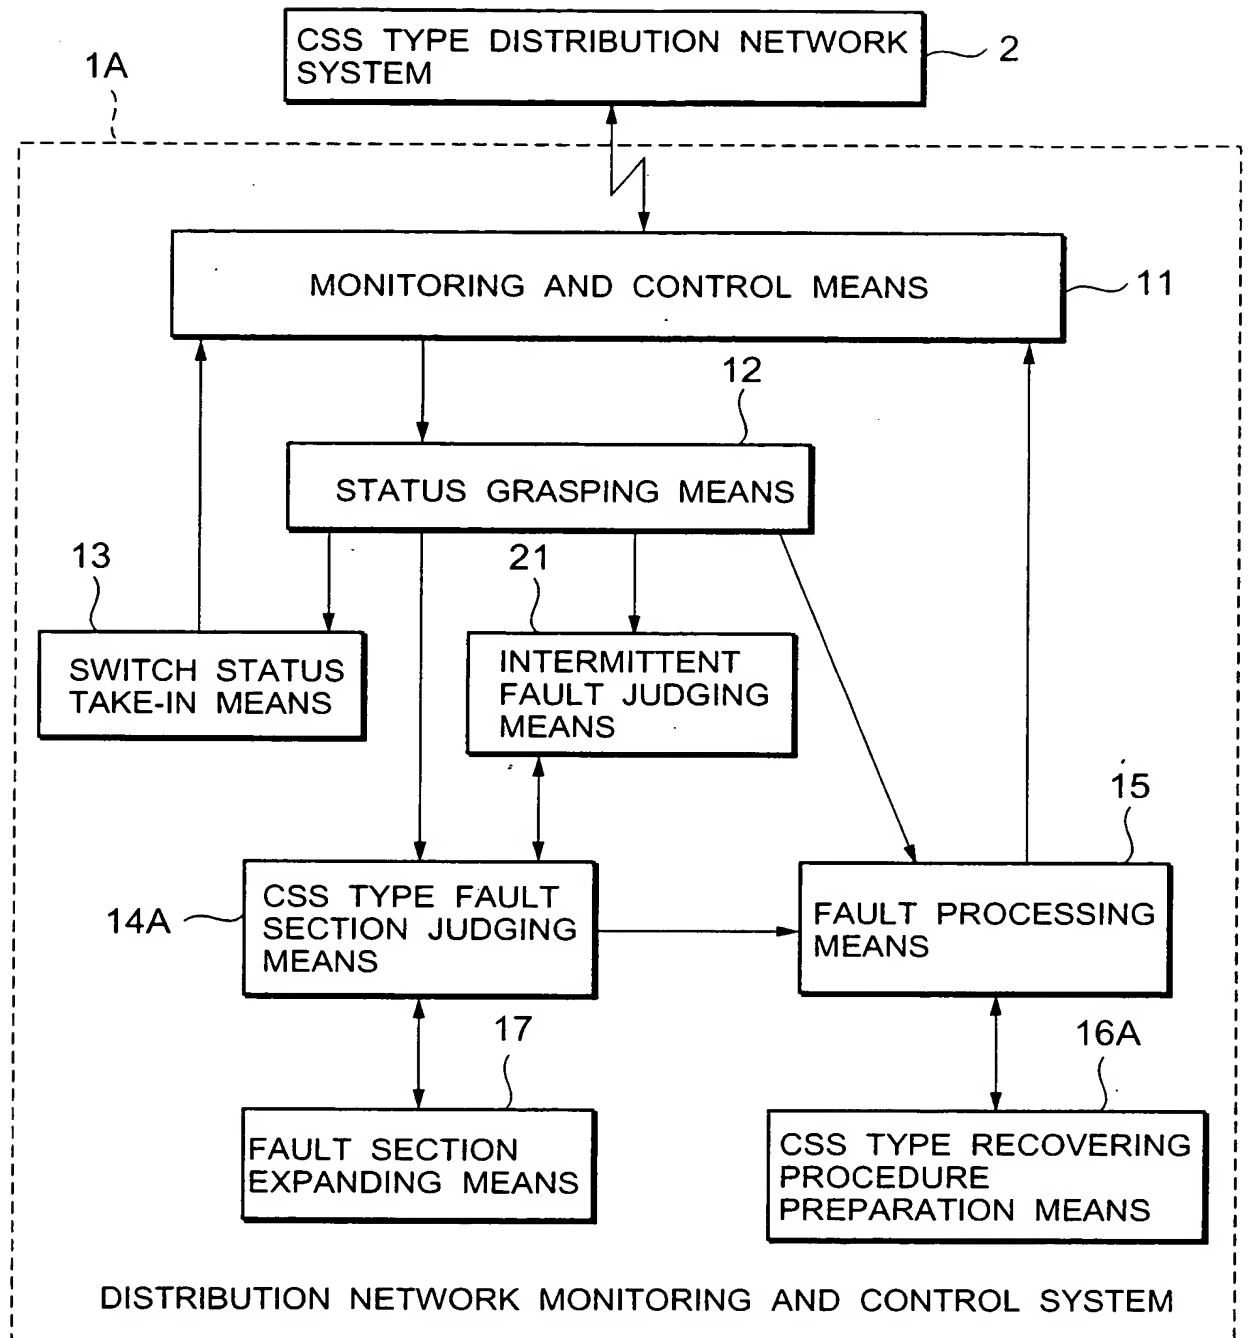 CSS TYPE DISTRIBUTION NETWORK
SYSTEM
2
1A
MONITORING AND CONTROL MEANS
11
12
STATUS GRASPING MEANS
13
21
SWITCH STATUS
TAKE-IN MEANS
INTERMITTENT
FAULT JUDGING
MEANS
15
14A
CSS TYPE FAULT
SECTION JUDGING
MEANS
FAULT PROCESSING
MEANS
17
16A
FAULT SECTION
EXPANDING MEANS
CSS TYPE RECOVERING
PROCEDURE
PREPARATION MEANS
DISTRIBUTION NETWORK MONITORING AND CONTROL SYSTEM